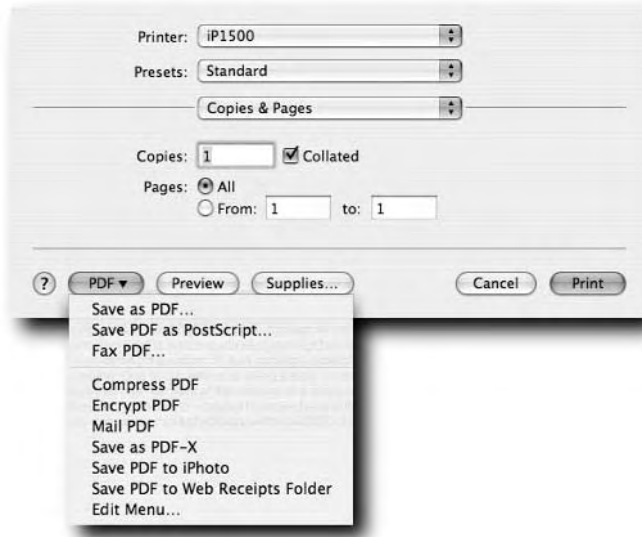 Printer: iP1500
Presets: Standard
Copies & Pages
Copies: 1 Collated
Pages: All
From: 1 to: 1
? PDF Preview Supplies... Cancel Print
Save as PDF...
Save PDF as PostScript...
Fax PDF...
Compress PDF
Encrypt PDF
Mail PDF
Save as PDF-X
Save PDF to iPhoto
Save PDF to Web Receipts Folder
Edit Menu...